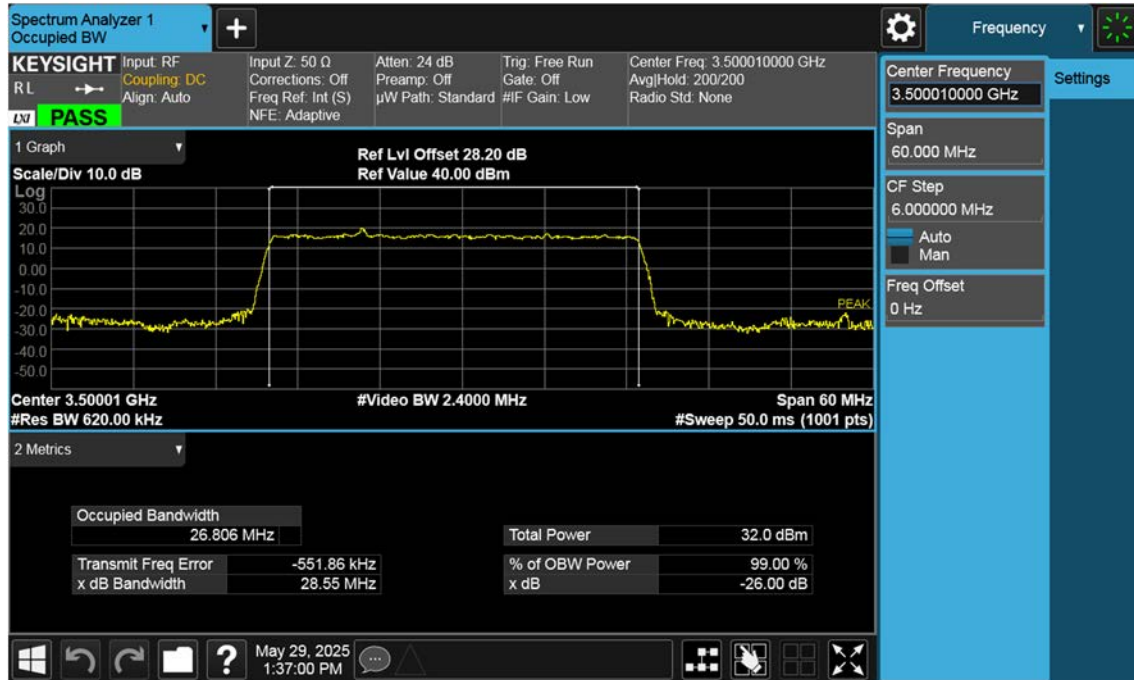 Spectrum Analyzer 1
Occupied BW
+
Frequency
KEYSIGHT
RL
LXI
PASS
Input: RF
Coupling: DC
Align: Auto
Input Z: 50 Ω
Corrections: Off
Freq Ref: Int (S)
NFE: Adaptive
Atten: 24 dB
Preamp: Off
µW Path: Standard
Trig: Free Run
Gate: Off
#IF Gain: Low
Center Freq: 3.500010000 GHz
Avg|Hold: 200/200
Radio Std: None
Center Frequency
3.500010000 GHz
Settings
Span
60.000 MHz
CF Step
6.000000 MHz
Auto
Man
Freq Offset
0 Hz
1 Graph
Scale/Div 10.0 dB
Ref Lvl Offset 28.20 dB
Ref Value 40.00 dBm
Log
30.0
20.0
10.0
0.00
-10.0
-20.0
-30.0
-40.0
-50.0
PEAK
Center 3.50001 GHz
#Video BW 2.4000 MHz
Span 60 MHz
#Res BW 620.00 kHz
#Sweep 50.0 ms (1001 pts)
2 Metrics
Occupied Bandwidth
26.806 MHz
Total Power 32.0 dBm
Transmit Freq Error -551.86 kHz
% of OBW Power 99.00 %
x dB Bandwidth 28.55 MHz
x dB -26.00 dB
?
May 29, 2025
1:37:00 PM